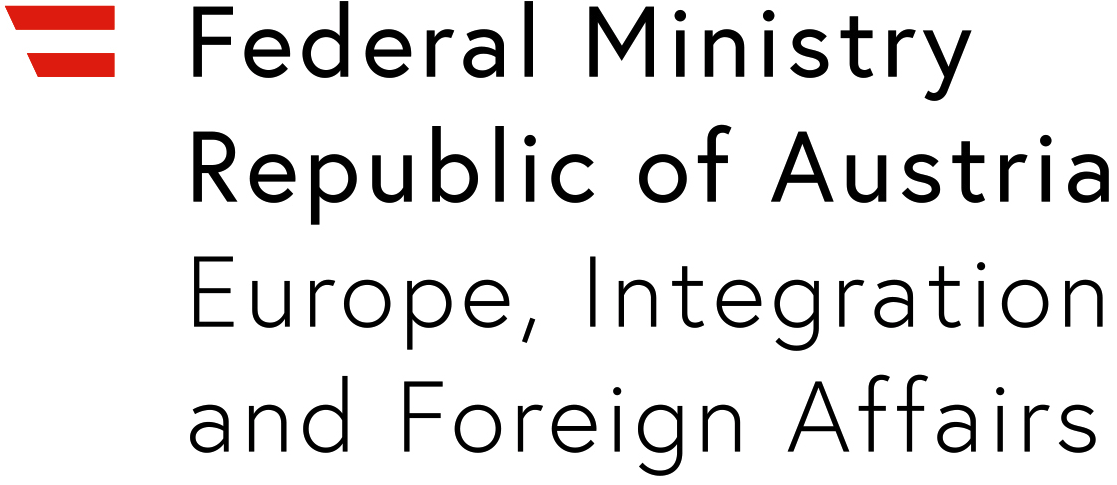 Federal Ministry
Republic of Austria
Europe, Integration
and Foreign Affairs